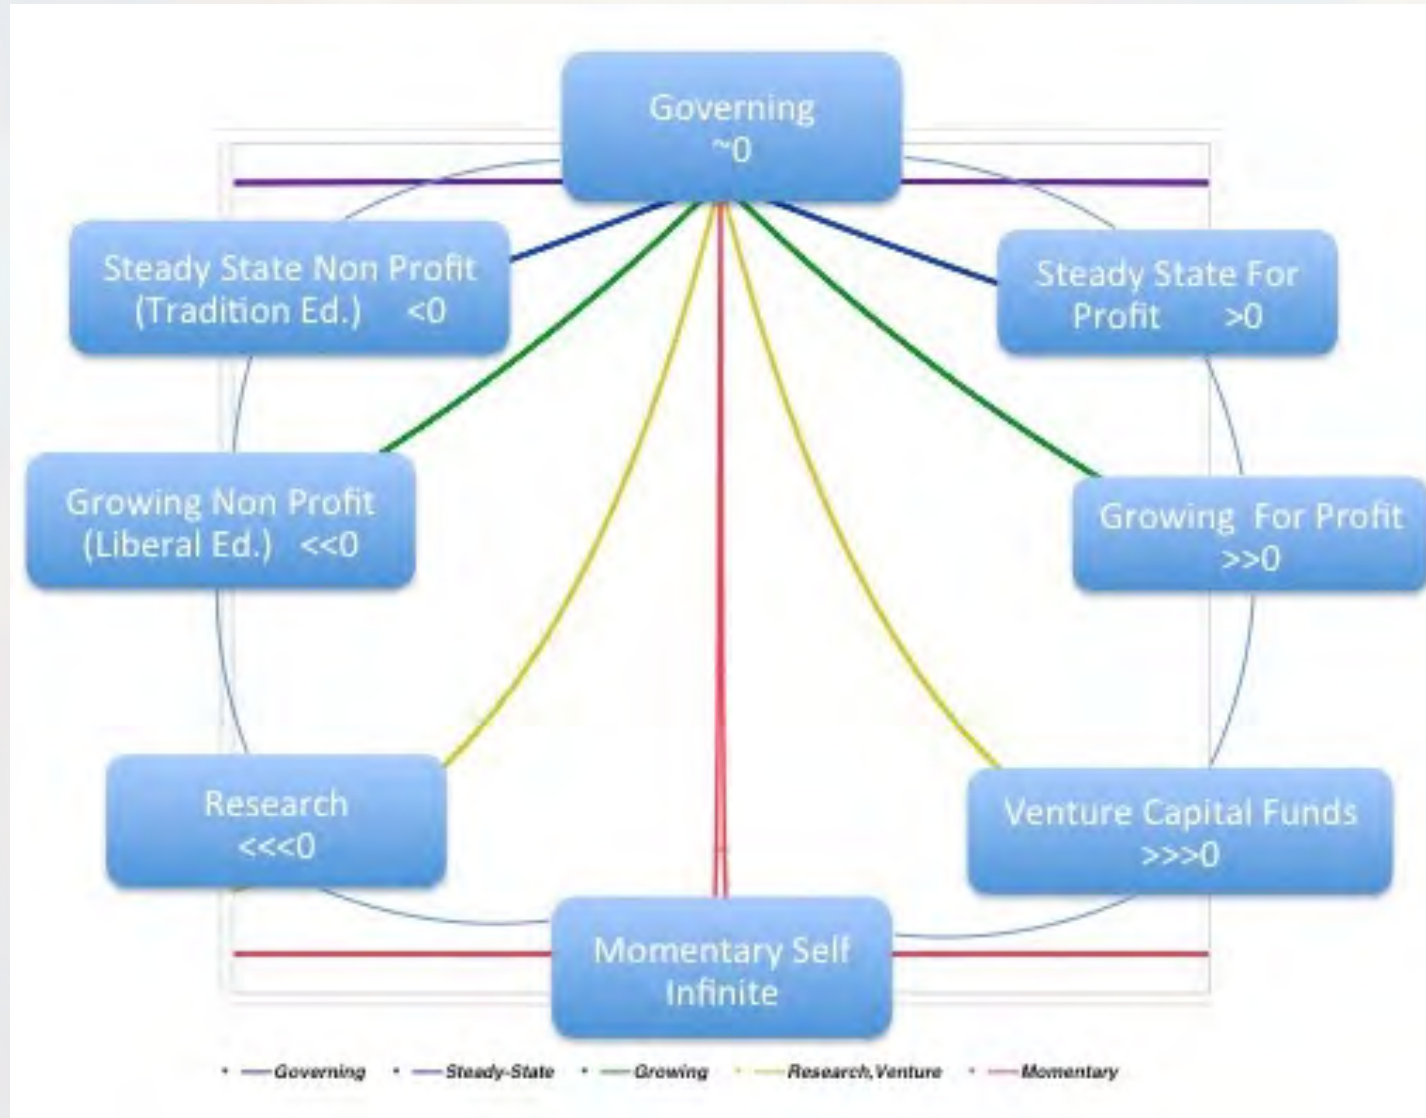 Governing
~0
Steady State Non Profit
(Tradition Ed.) <0
Steady State For
Profit >0
Growing Non Profit
(Liberal Ed.) <<0
Growing For Profit
>>0
Research
<<<0
Venture Capital Funds
>>>0
Momentary Self
Infinite
Governing Steady-State Growing Research,Venture Momentary